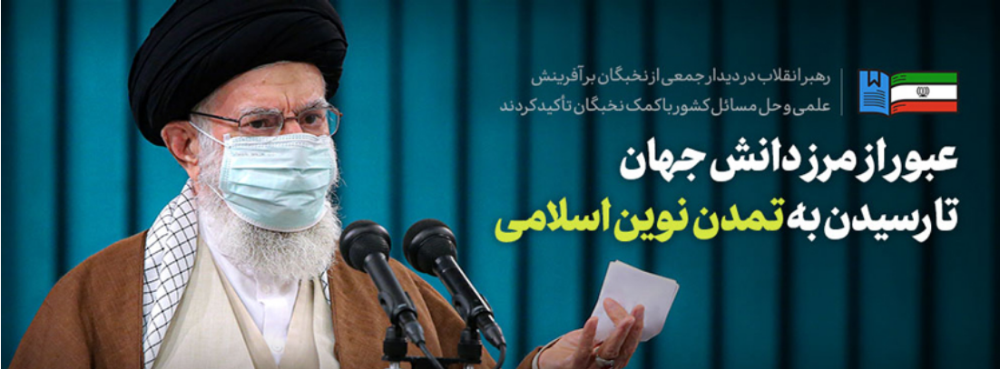 رهبر انقلاب در دیدار جمعی از نخبگان بر آفرینش
علمی و حل مسائل کشور با کمک نخبگان تأکید کردند
عبور از مرز دانش جهان
تا رسیدن به تمدن نوین اسلامی